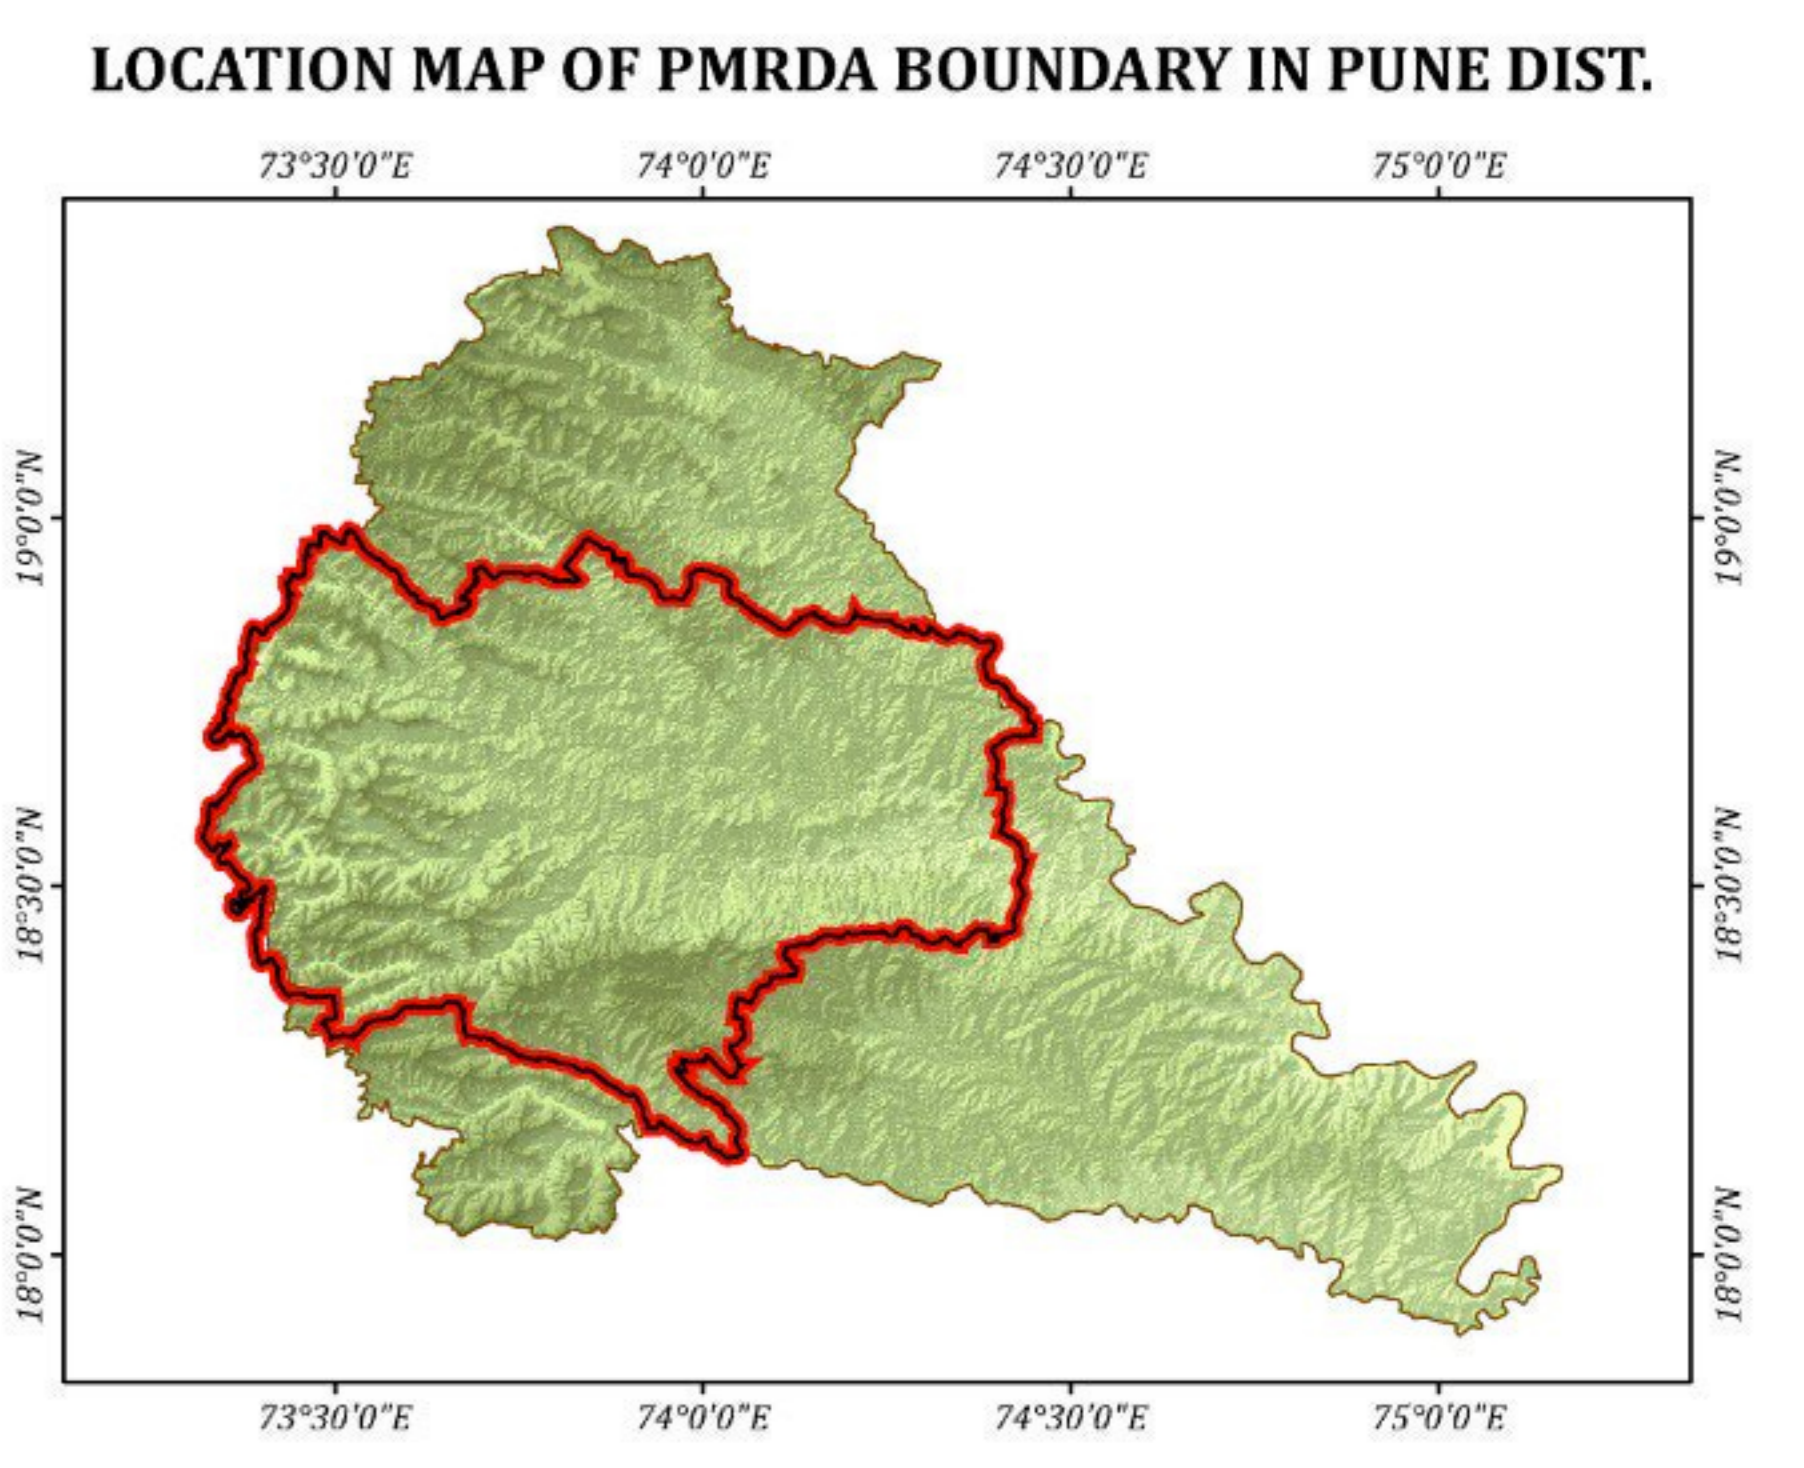 LOCATION MAP OF PMRDA BOUNDARY IN PUNE DIST.
73°30'0"E 74°0'0"E 74°30'0"E 75°0'0"E
19°0'0"N 19°0'0"N
18°30'0"N 18°30'0"N
18°0'0"N 18°0'0"N
73°30'0"E 74°0'0"E 74°30'0"E 75°0'0"E